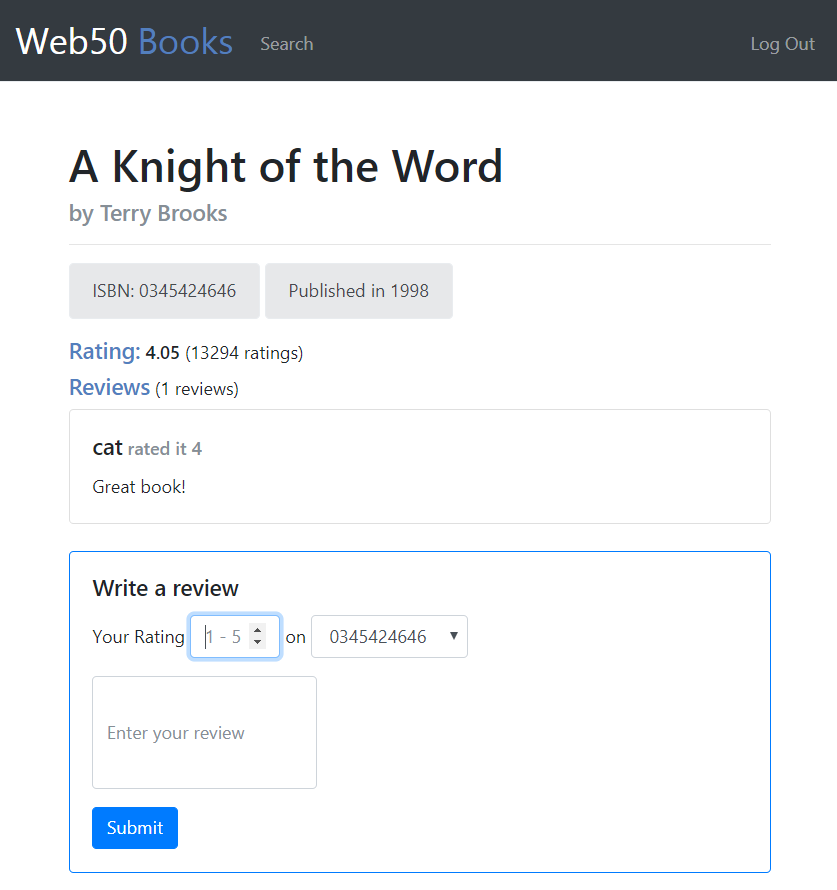 Web50 Books Search Log Out
A Knight of the Word
by Terry Brooks
ISBN: 0345424646 Published in 1998
Rating: 4.05 (13294 ratings)
Reviews (1 reviews)
cat rated it 4
Great book!
Write a review
Your Rating 1 - 5 on 0345424646
Enter your review
Submit